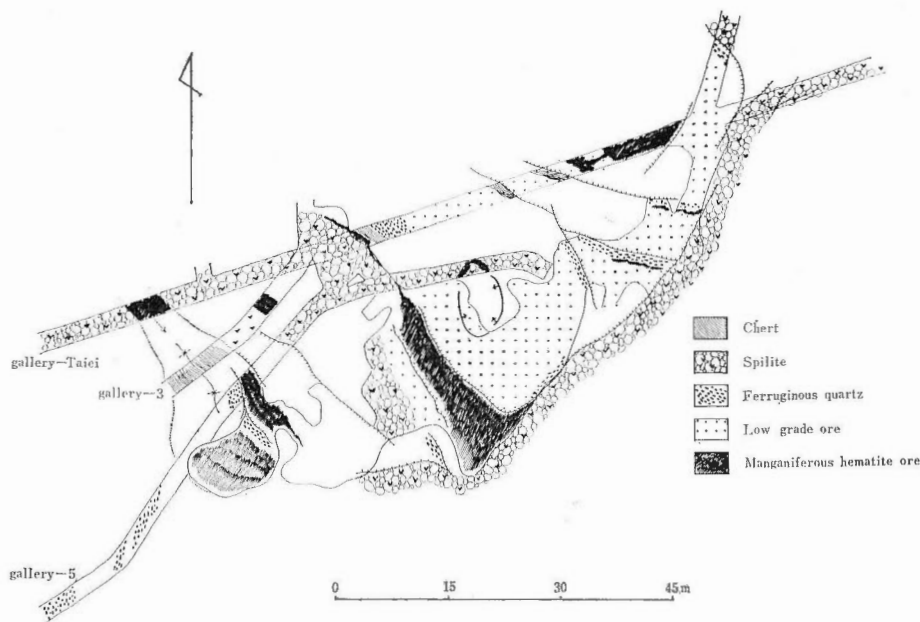 gallery—Taiei
gallery—3
gallery—5
Chert
Spilite
Ferruginous quartz
Low grade ore
Manganiferous hematite ore
0 15 30 45 m